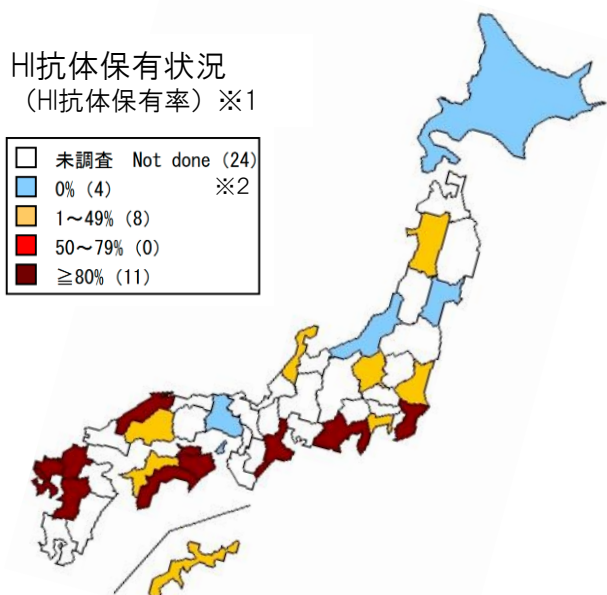 HI抗体保有状況
（HI抗体保有率）※1
未調査 Not done (24)
0% (4) ※2
1～49% (8)
50～79% (0)
≧80% (11)